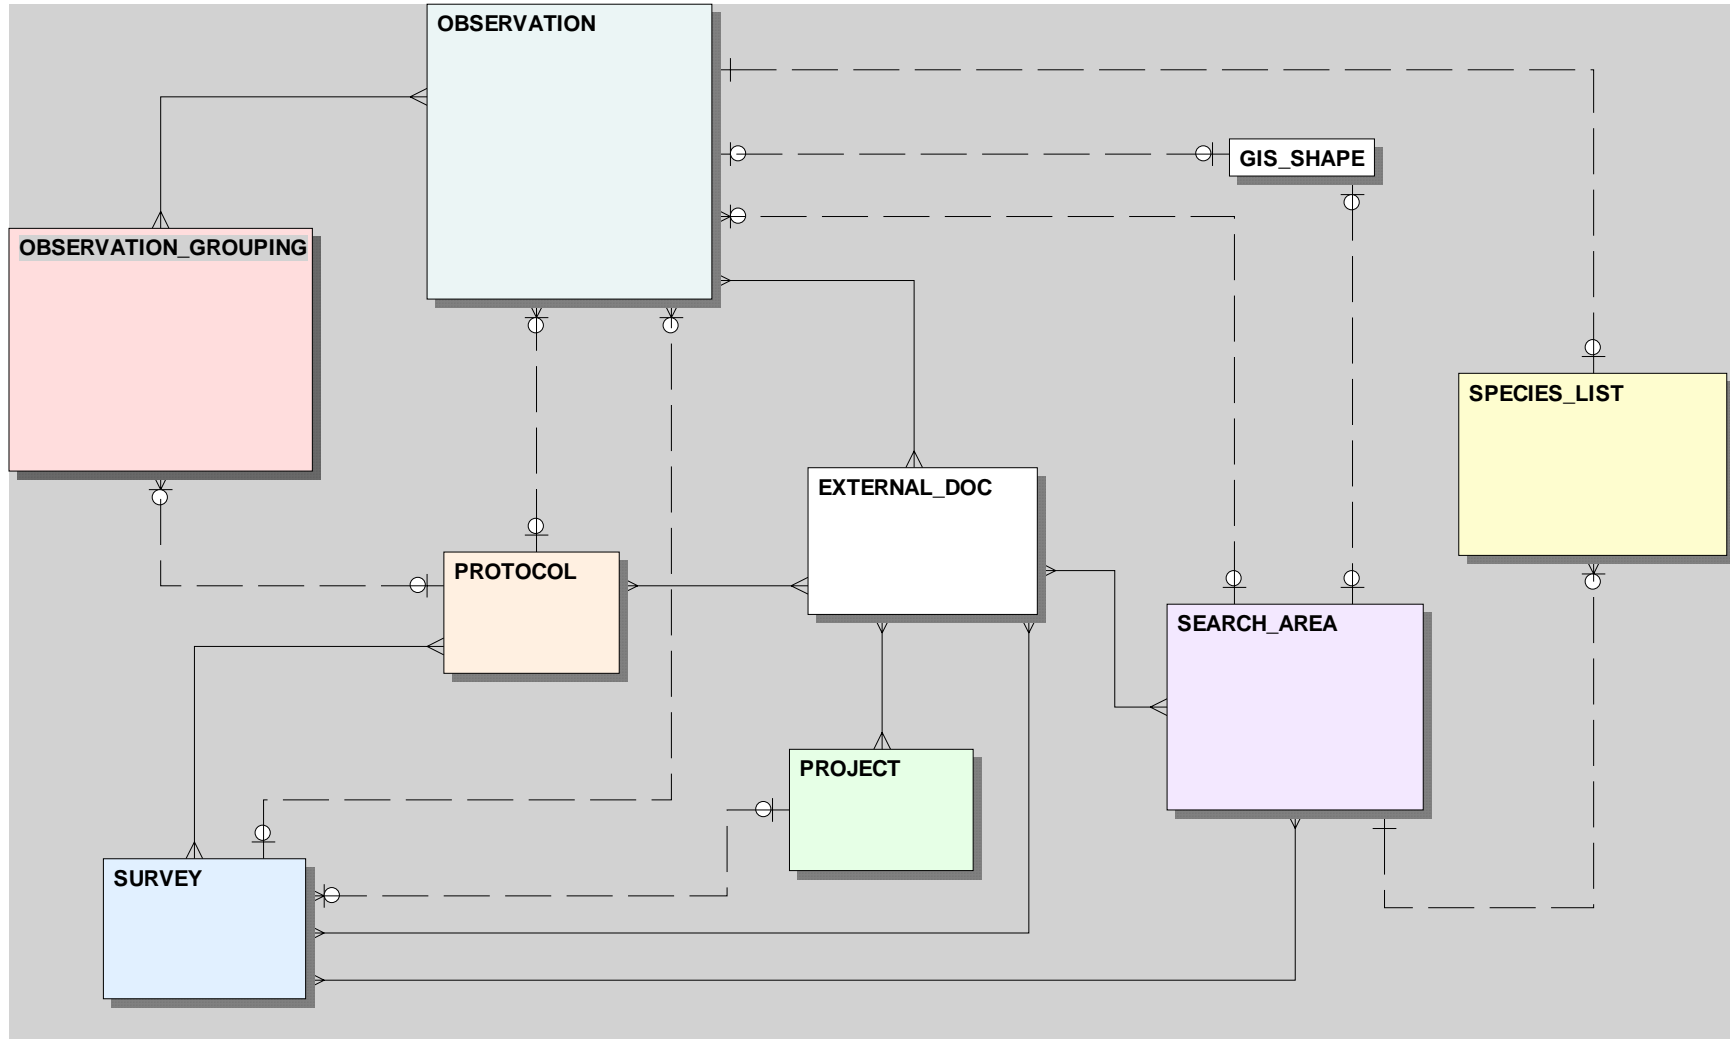 OBSERVATION
GIS_SHAPE
OBSERVATION_GROUPING
SPECIES_LIST
EXTERNAL_DOC
PROTOCOL
SEARCH_AREA
PROJECT
SURVEY